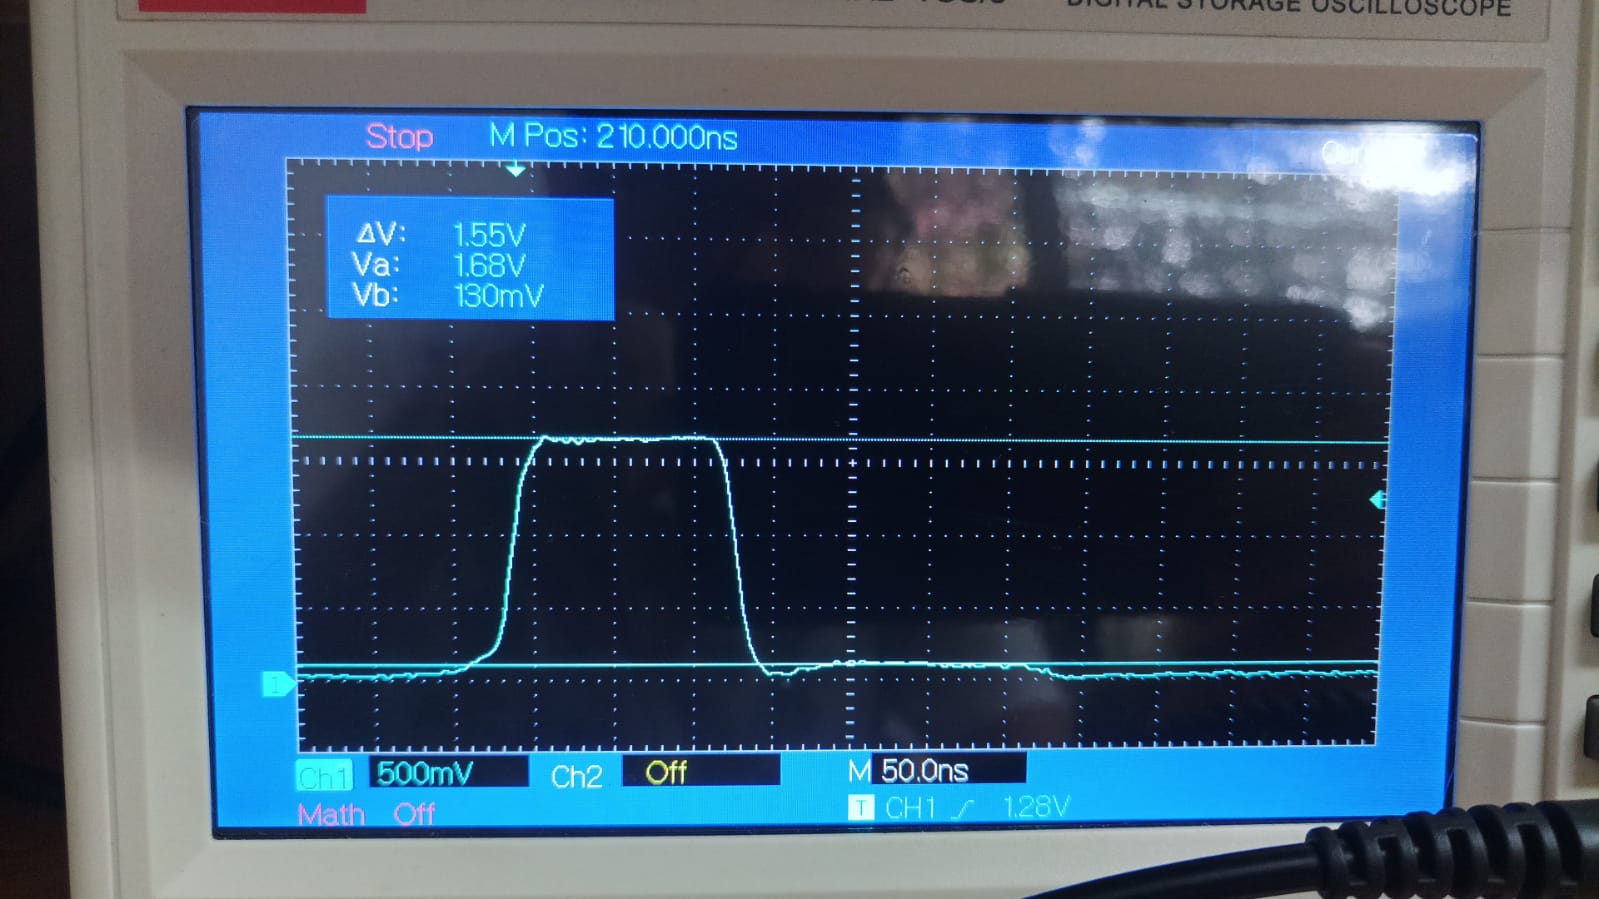 DIGITAL STORAGE OSCILLOSCOPE
Stop M Pos: 210.000ns
ΔV: 1.55V
Va: 1.68V
Vb: 130mV
1
Ch1 500mV Ch2 Off M 50.0ns
Math Off T CH1 1.28V